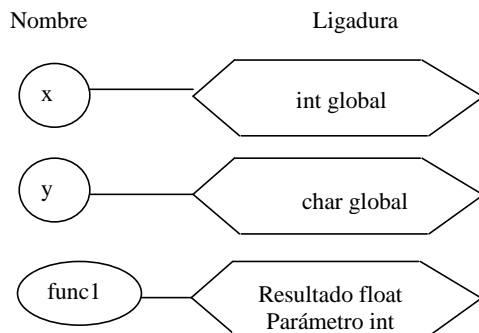 Nombre Ligadura
x int global
y char global
func1 Resultado float
Parámetro int